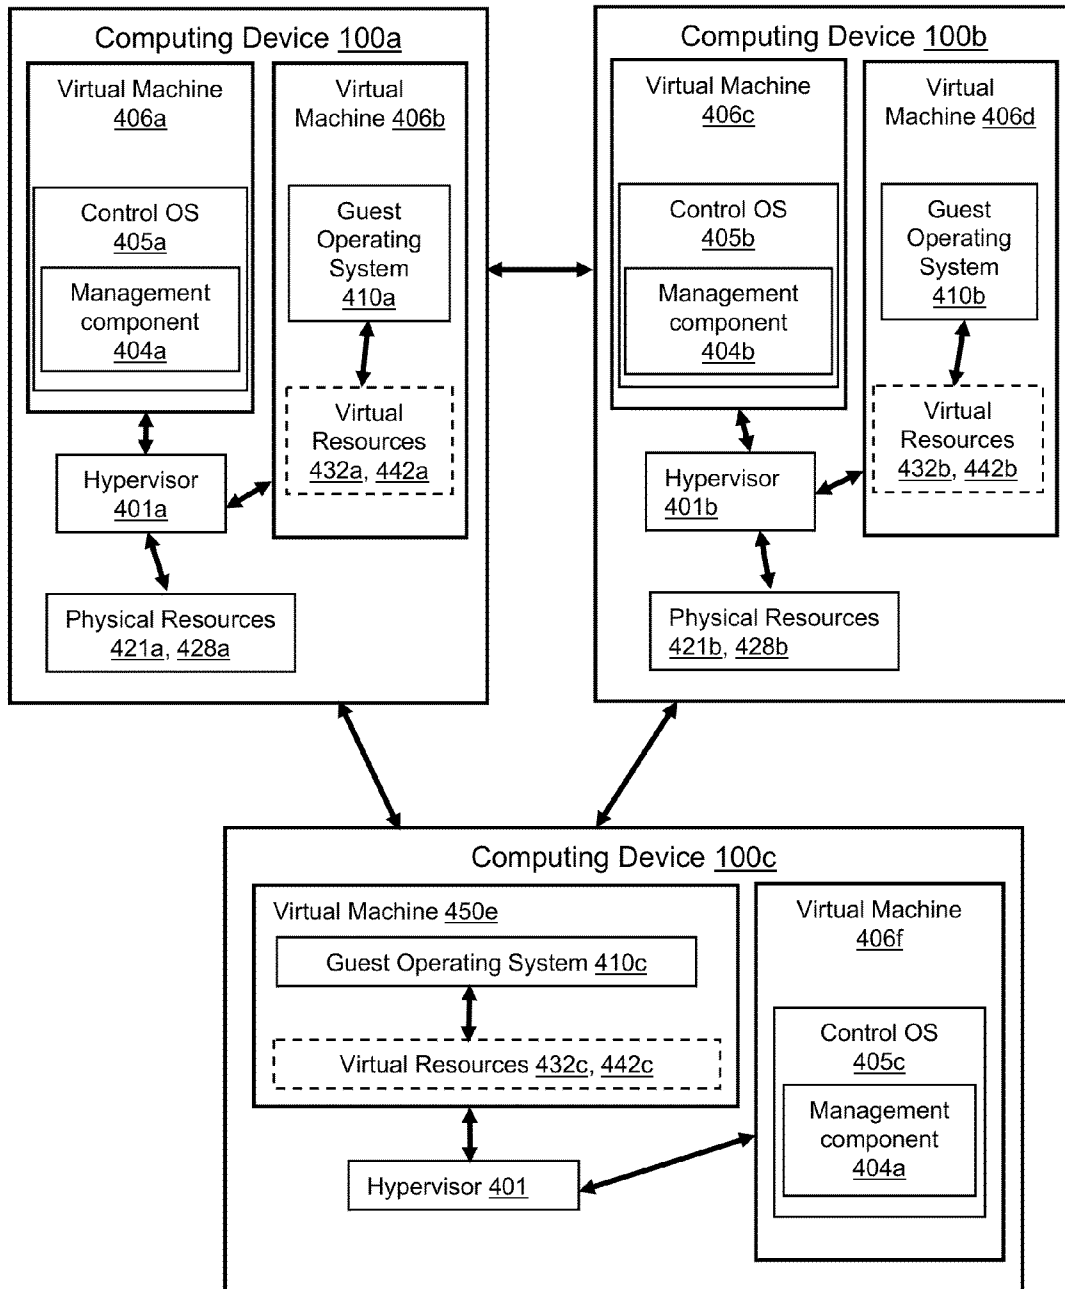 Computing Device 100a
Virtual Machine
406a
Control OS
405a
Management
component
404a
Virtual
Machine 406b
Guest
Operating
System
410a
Virtual
Resources
432a, 442a
Hypervisor
401a
Physical Resources
421a, 428a
Computing Device 100b
Virtual Machine
406c
Control OS
405b
Management
component
404b
Virtual
Machine 406d
Guest
Operating
System
410b
Virtual
Resources
432b, 442b
Hypervisor
401b
Physical Resources
421b, 428b
Computing Device 100c
Virtual Machine 450e
Guest Operating System 410c
Virtual Resources 432c, 442c
Hypervisor 401
Virtual Machine
406f
Control OS
405c
Management
component
404a